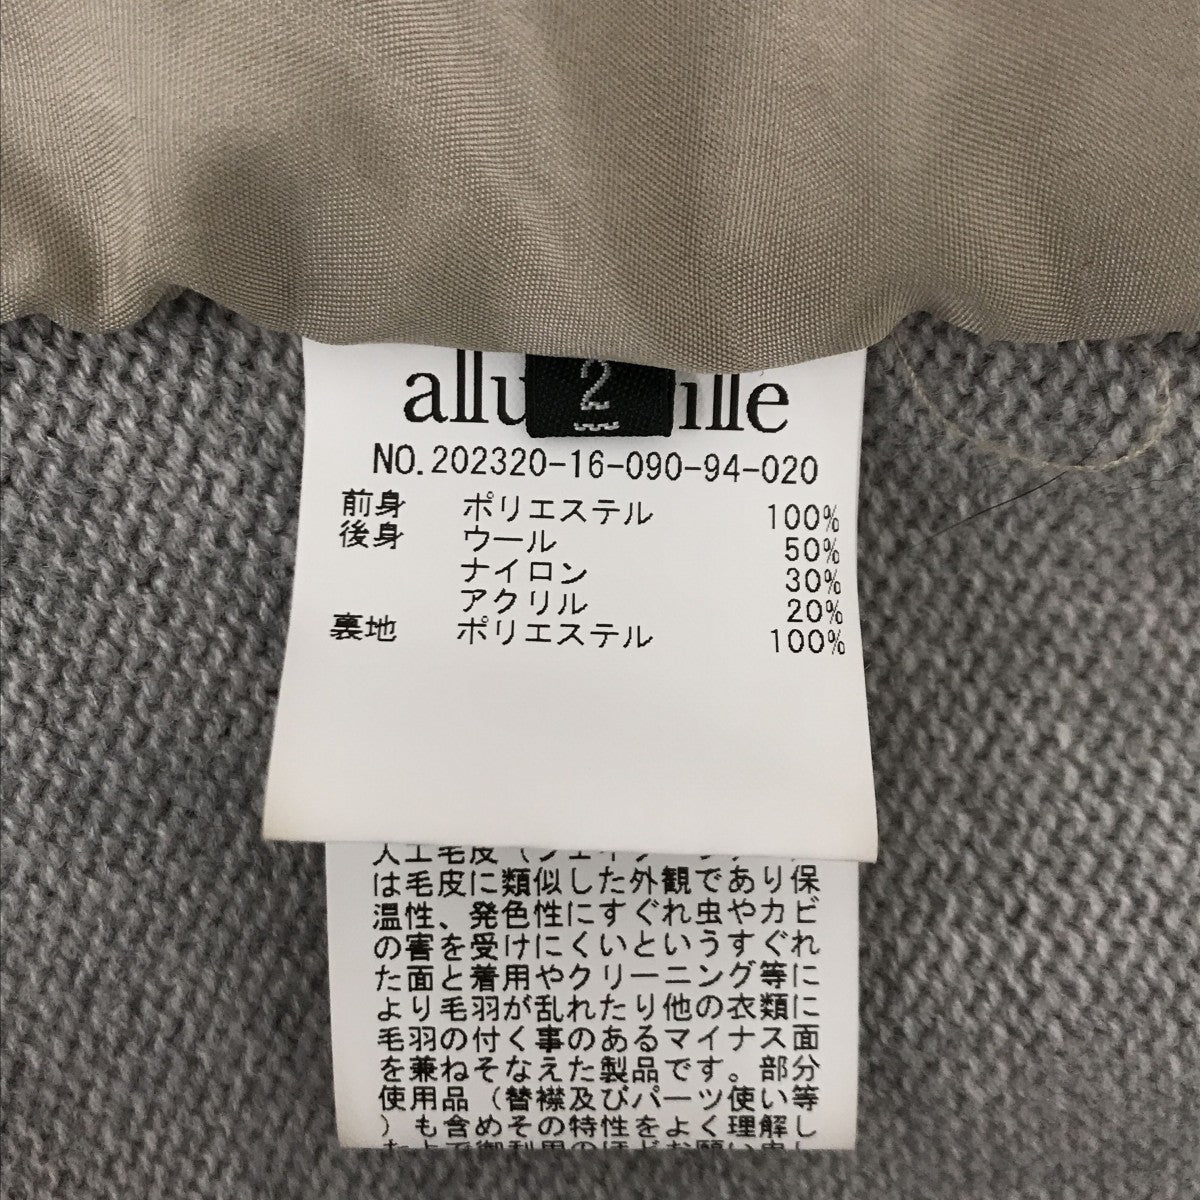 2
NO.202320-16-090-94-020
前身 ポリエステル 100%
後身 ウール 50%
ナイロン 30%
アクリル 20%
裏地 ポリエステル 100%
は毛皮に類似した外観であり保
温性、発色性にすぐれ虫やカビ
の害を受けにくいというすぐれ
た面と着用やクリーニング等に
より毛羽が乱れたり他の衣類に
毛羽の付く事のあるマイナス面
を兼ねそなえた製品です。部分
使用品（替襟及びパーツ使い等
）も含めその特性をよく理解し